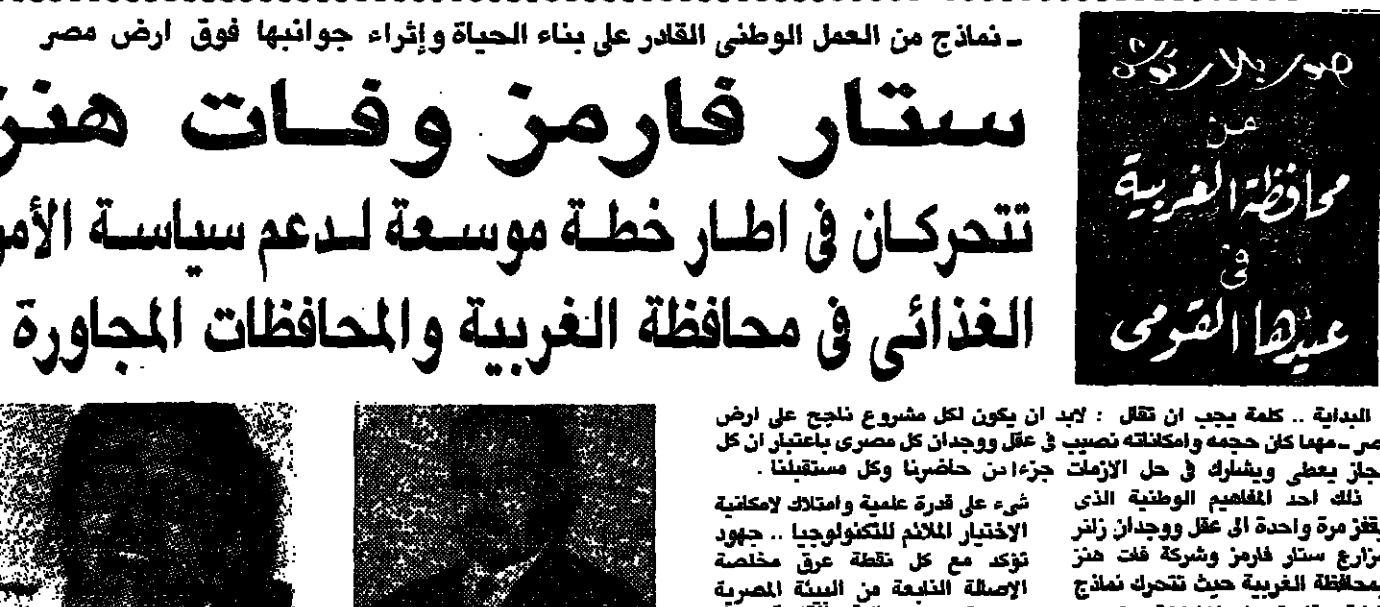 ـ نماذج من العمل الوطنى القادر على بناء الحياة وإثراء جوانبها فوق ارض مصر
ستار فارمز وفات هنز
تتحركان فى اطار خطة موسعة لدعم سياسة الأم
الغذائى فى محافظة الغربية والمحافظات المجاورة
صور بلا رتوش
من
محافظة الغربية
فى
عيدها القومى
البداية .. كلمة يجب ان تقال : لابد ان يكون لكل مشروع ناجح على ارض
مصر ـ مهما كان حجمه وامكاناته نصيب فى عقل ووجدان كل مصرى باعتبار ان كل
جاز يعطى ويشارك فى حل الازمات جزءا من حاضرنا وكل مستقبلنا .
ذلك احد المفاهيم الوطنية الذى
يقفز مرة واحدة الى عقل ووجدان زائر
مزارع ستار فارمز وشركة فات هنز
بمحافظة الغربية حيث تتحرك نماذج
شىء على قدرة علمية وامتلاك لامكانية
الاختيار الملائم للتكنولوجيا .. جهود
تؤكد مع كل نقطة عرق مخلصة
الاصالة النابعة من البيئة المصرية